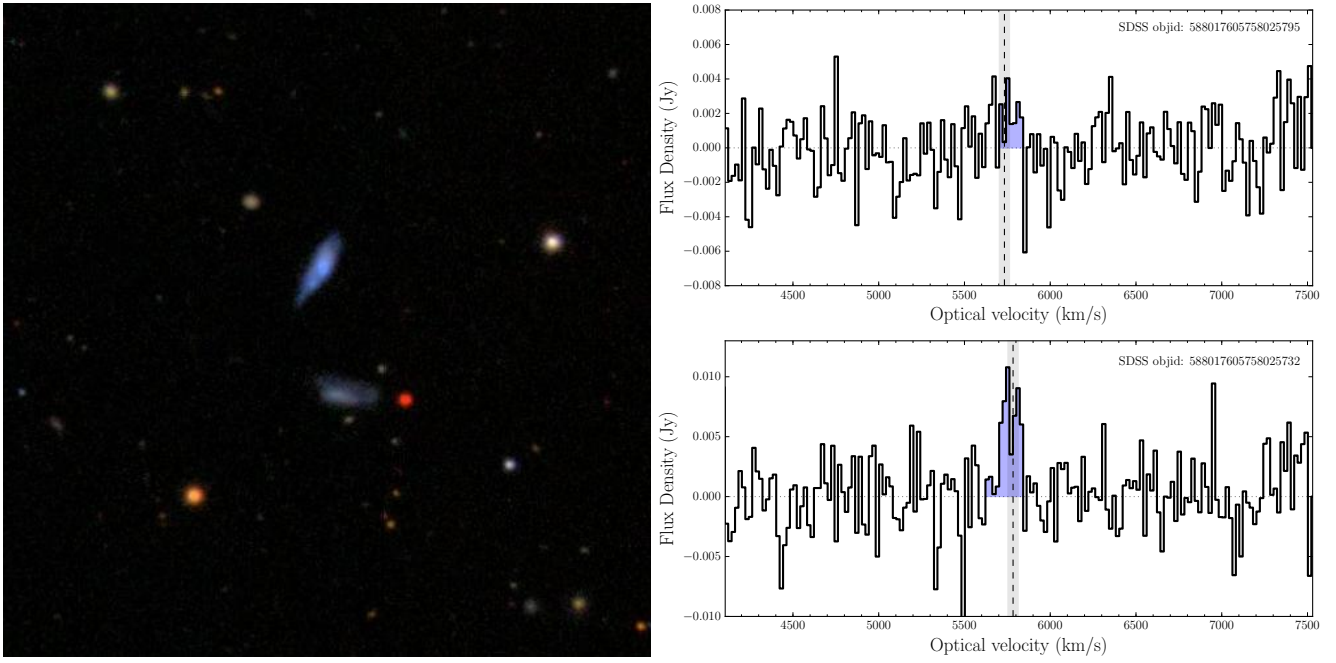 0.008
0.006
0.004
0.002
0.000
−0.002
−0.004
−0.006
−0.008
Flux Density (Jy)
SDSS objid: 588017605758025795
4500 5000 5500 6000 6500 7000 7500
Optical velocity (km/s)
0.010
0.005
0.000
−0.005
−0.010
Flux Density (Jy)
SDSS objid: 588017605758025732
4500 5000 5500 6000 6500 7000 7500
Optical velocity (km/s)